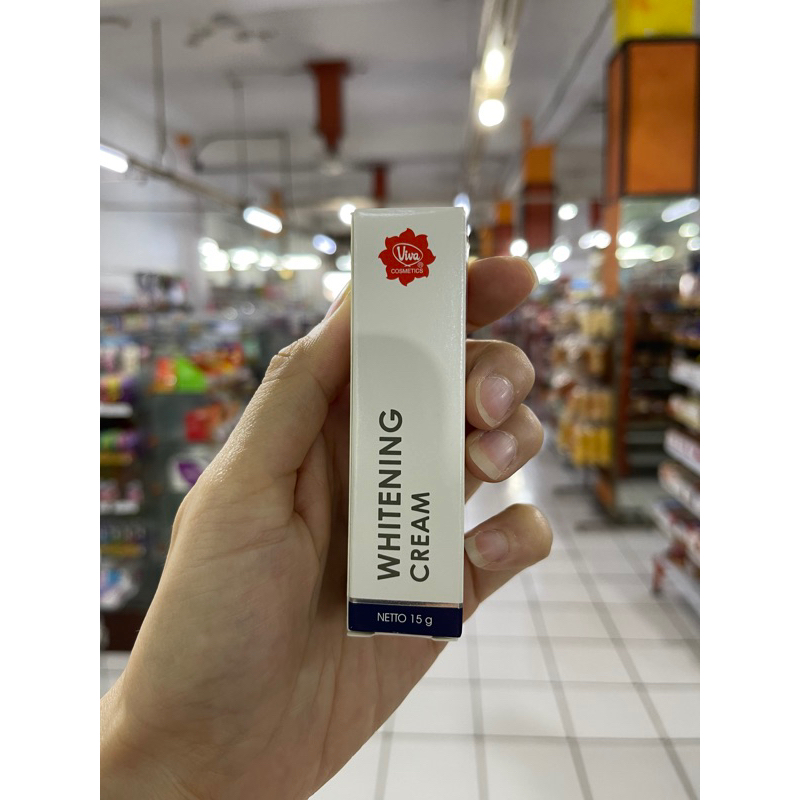 Viva
COSMETICS
WHITENING
CREAM
NETTO 15 g